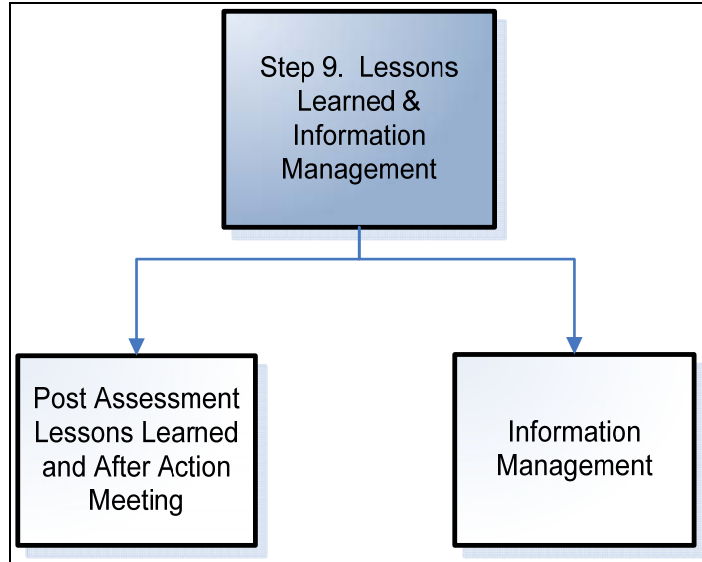 Step 9.  Lessons
Learned &
Information
Management
Post Assessment
Lessons Learned
and After Action
Meeting
Information
Management